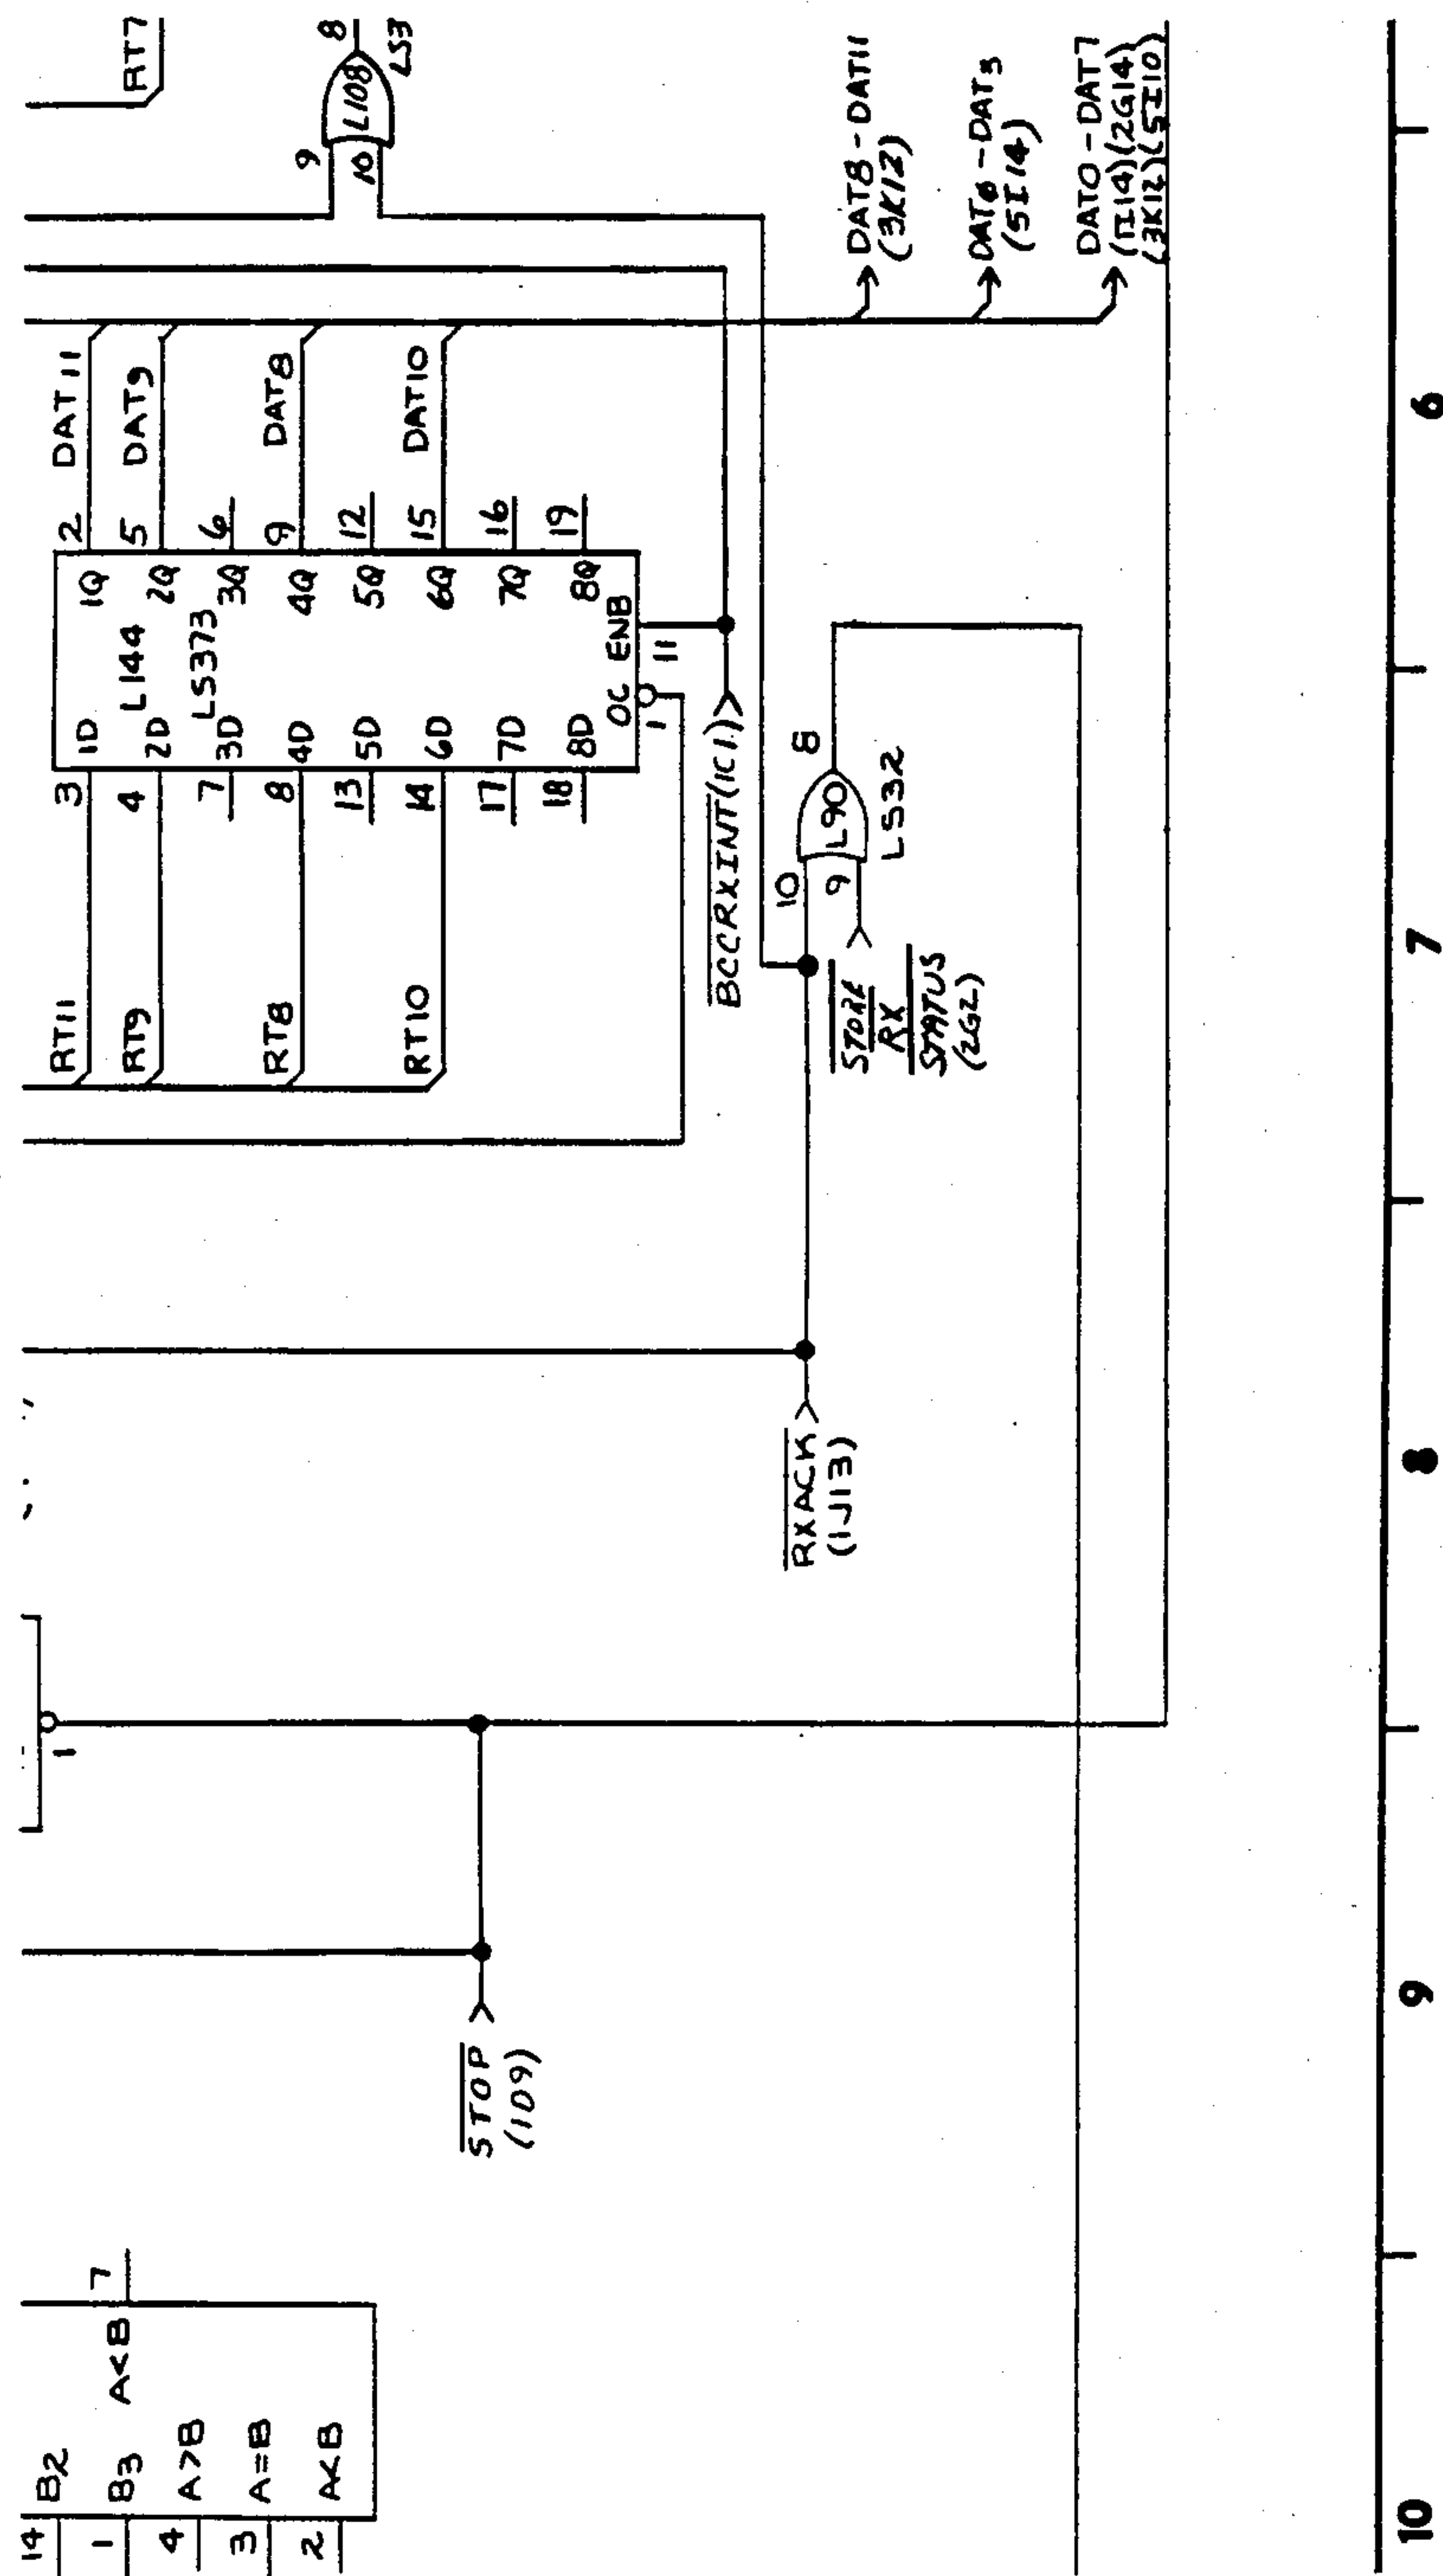 RT7
8
9
10
L108
LS3
DAT8-DAT11
(3K12)
DAT0-DAT3
(5I14)
DAT0-DAT7
(1I14)(2G14)
(3K12)(5I10)
DAT11
DAT9
DAT8
DAT10
2
5
6
9
12
15
16
19
1Q
2Q
3Q
4Q
5Q
6Q
7Q
8Q
L144
LS373
OC ENB
1
11
1D
2D
3D
4D
5D
6D
7D
8D
3
4
7
8
13
14
17
18
RT11
RT9
RT8
RT10
BCCRXINT(1C1)
10
9
8
L90
LS32
STORE
RX
STATUS
(2G2)
RXACK
(1J13)
1
STOP
(1D9)
14
1
4
3
2
B2
B3
A<B
7
A>B
A=B
A<B
6
7
8
9
10